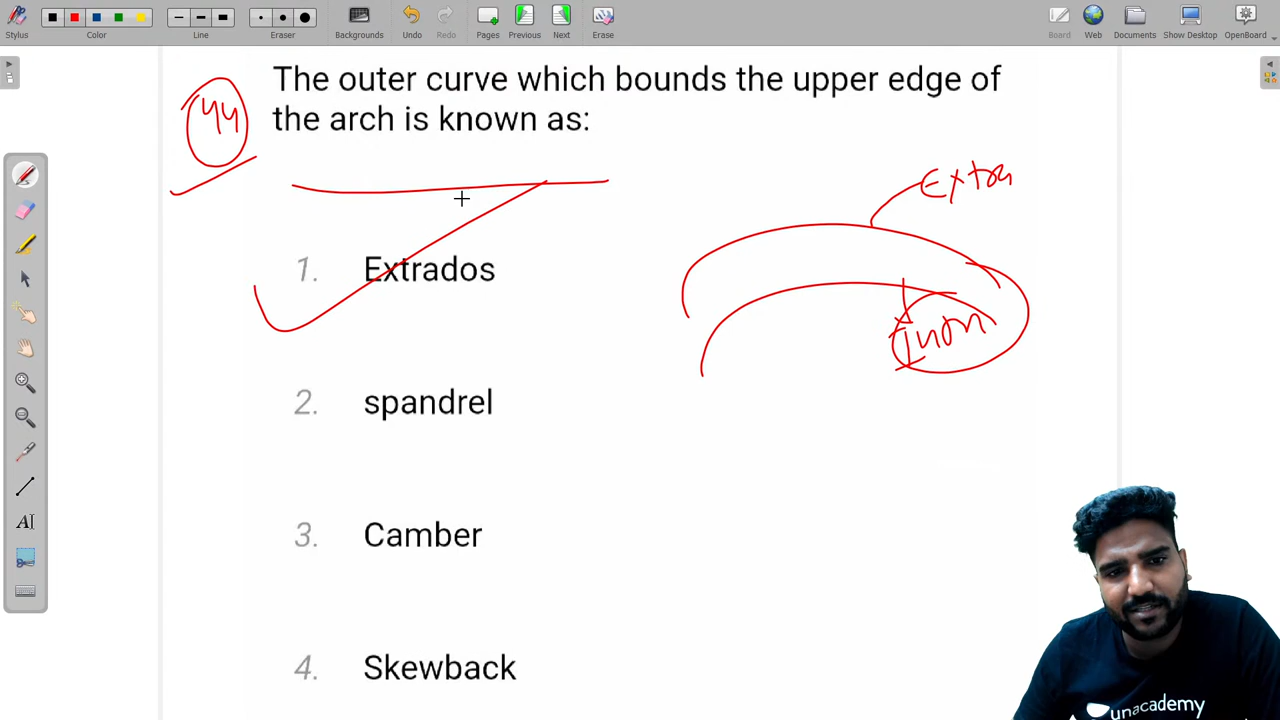 Stylus
Color
Line
Eraser
Backgrounds
Undo
Redo
Pages
Previous
Next
Erase
Board
Web
Documents
Show Desktop
OpenBoard
44
The outer curve which bounds the upper edge of
the arch is known as:
Extra
1. Extrados
2. spandrel
3. Camber
4. Skewback
unacademy